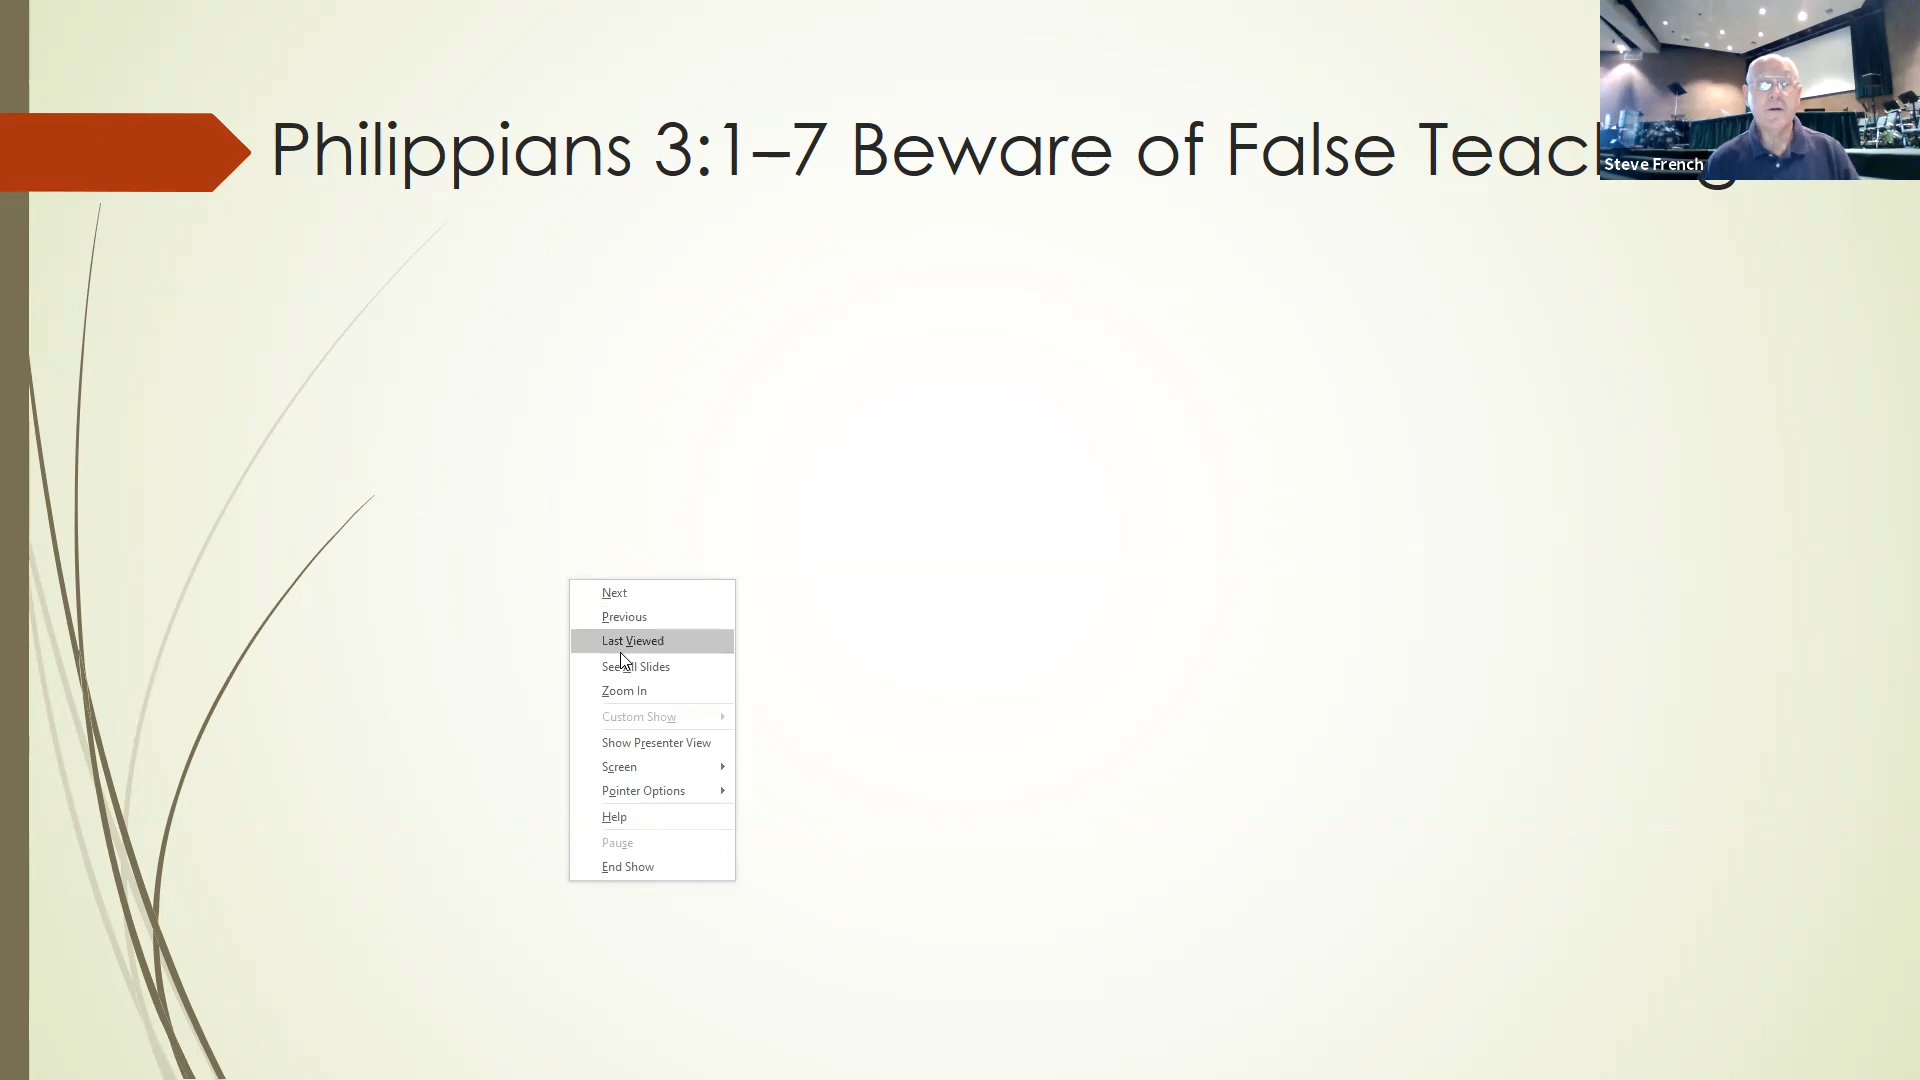 Philippians 3:1–7 Beware of False Teac
Steve French
Next
Previous
Last Viewed
See All Slides
Zoom In
Custom Show
Show Presenter View
Screen
Pointer Options
Help
Pause
End Show